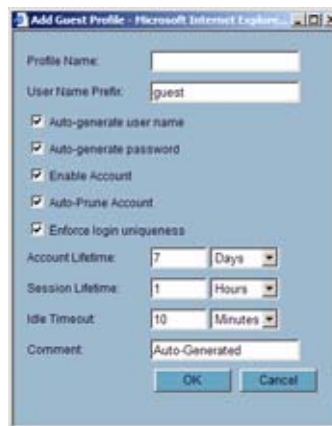 Add Guest Profile - Microsoft Internet Explore...
Profile Name:
User Name Prefix: guest
Auto-generate user name
Auto-generate password
Enable Account
Auto-Prune Account
Enforce login uniqueness
Account Lifetime: 7 Days
Session Lifetime: 1 Hours
Idle Timeout: 10 Minutes
Comment: Auto-Generated
OK Cancel